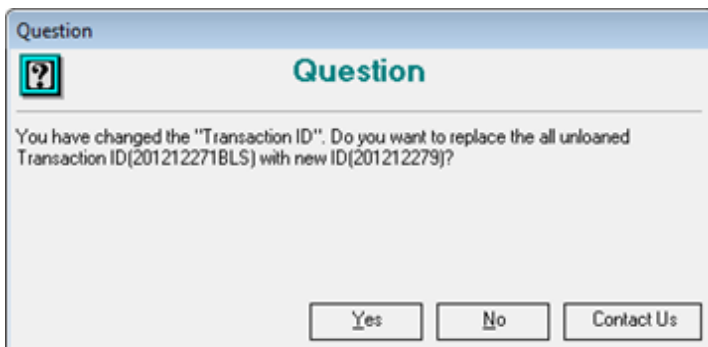 Question
Question
You have changed the "Transaction ID". Do you want to replace the all unloaned
Transaction ID(201212271BLS) with new ID(201212279)?
Yes No Contact Us